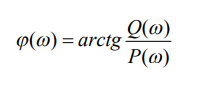 φ(ω) = arctg Q(ω)/P(ω)